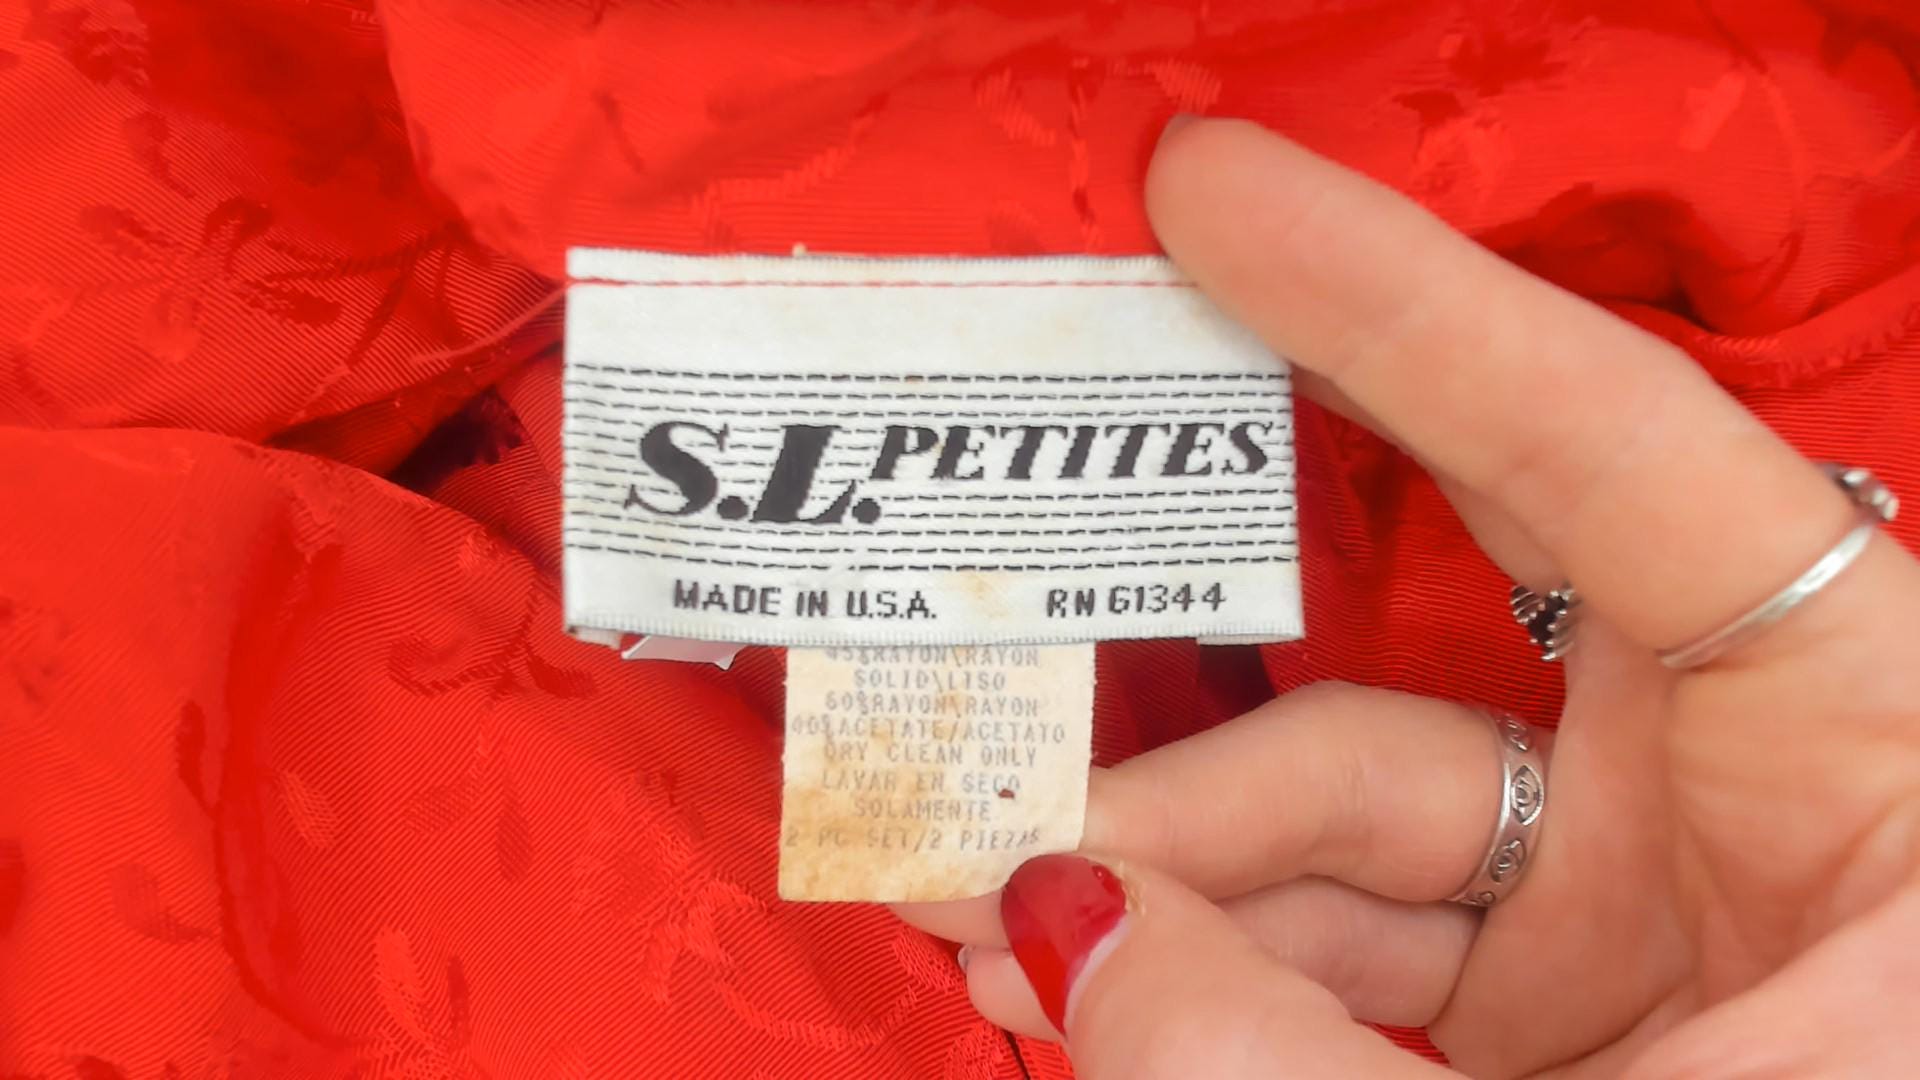 S.L. PETITES
MADE IN U.S.A. RN 61344
45%RAYON\RAYON
SOLID\LISO
60%RAYON\RAYON
40%ACETATE/ACETATO
DRY CLEAN ONLY
LAVAR EN SECO
SOLAMENTE
2 PC SET/2 PIEZAS